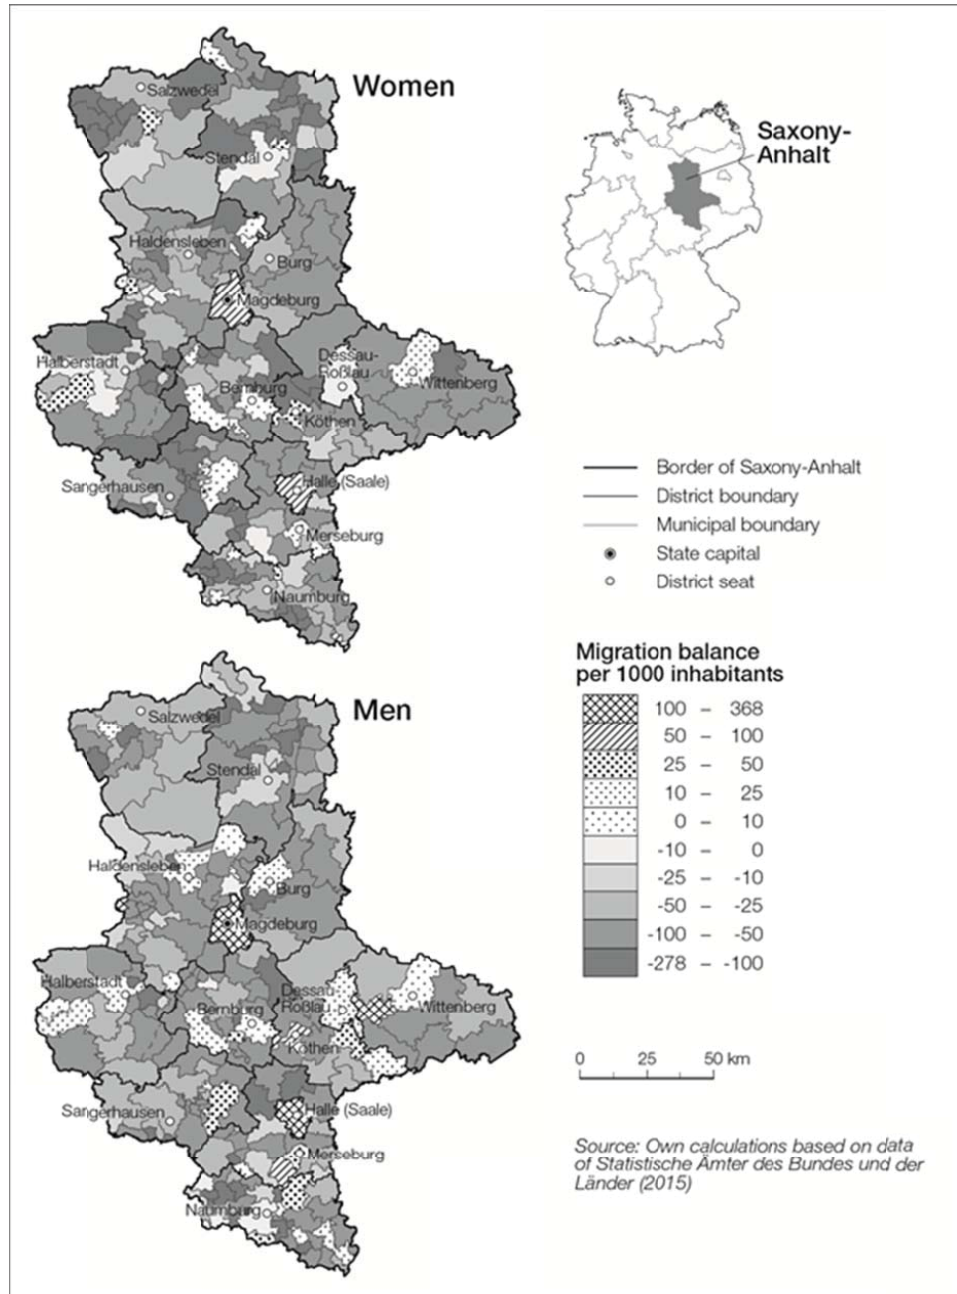 Women
Salzwedel
Stendal
Haldensleben
Burg
Magdeburg
Halberstadt
Dessau-
Roßlau
Wittenberg
Bernburg
Köthen
Sangerhausen
Halle (Saale)
Merseburg
Naumburg
Saxony-
Anhalt
Border of Saxony-Anhalt
District boundary
Municipal boundary
State capital
District seat
Men
Salzwedel
Stendal
Haldensleben
Burg
Magdeburg
Halberstadt
Dessau
Roßlau
Wittenberg
Bernburg
Köthen
Sangerhausen
Halle (Saale)
Merseburg
Naumburg
Migration balance
per 1000 inhabitants
100 – 368
50 – 100
25 – 50
10 – 25
0 – 10
-10 – 0
-25 – -10
-50 – -25
-100 – -50
-278 – -100
0 25 50 km
Source: Own calculations based on data
of Statistische Ämter des Bundes und der
Länder (2015)